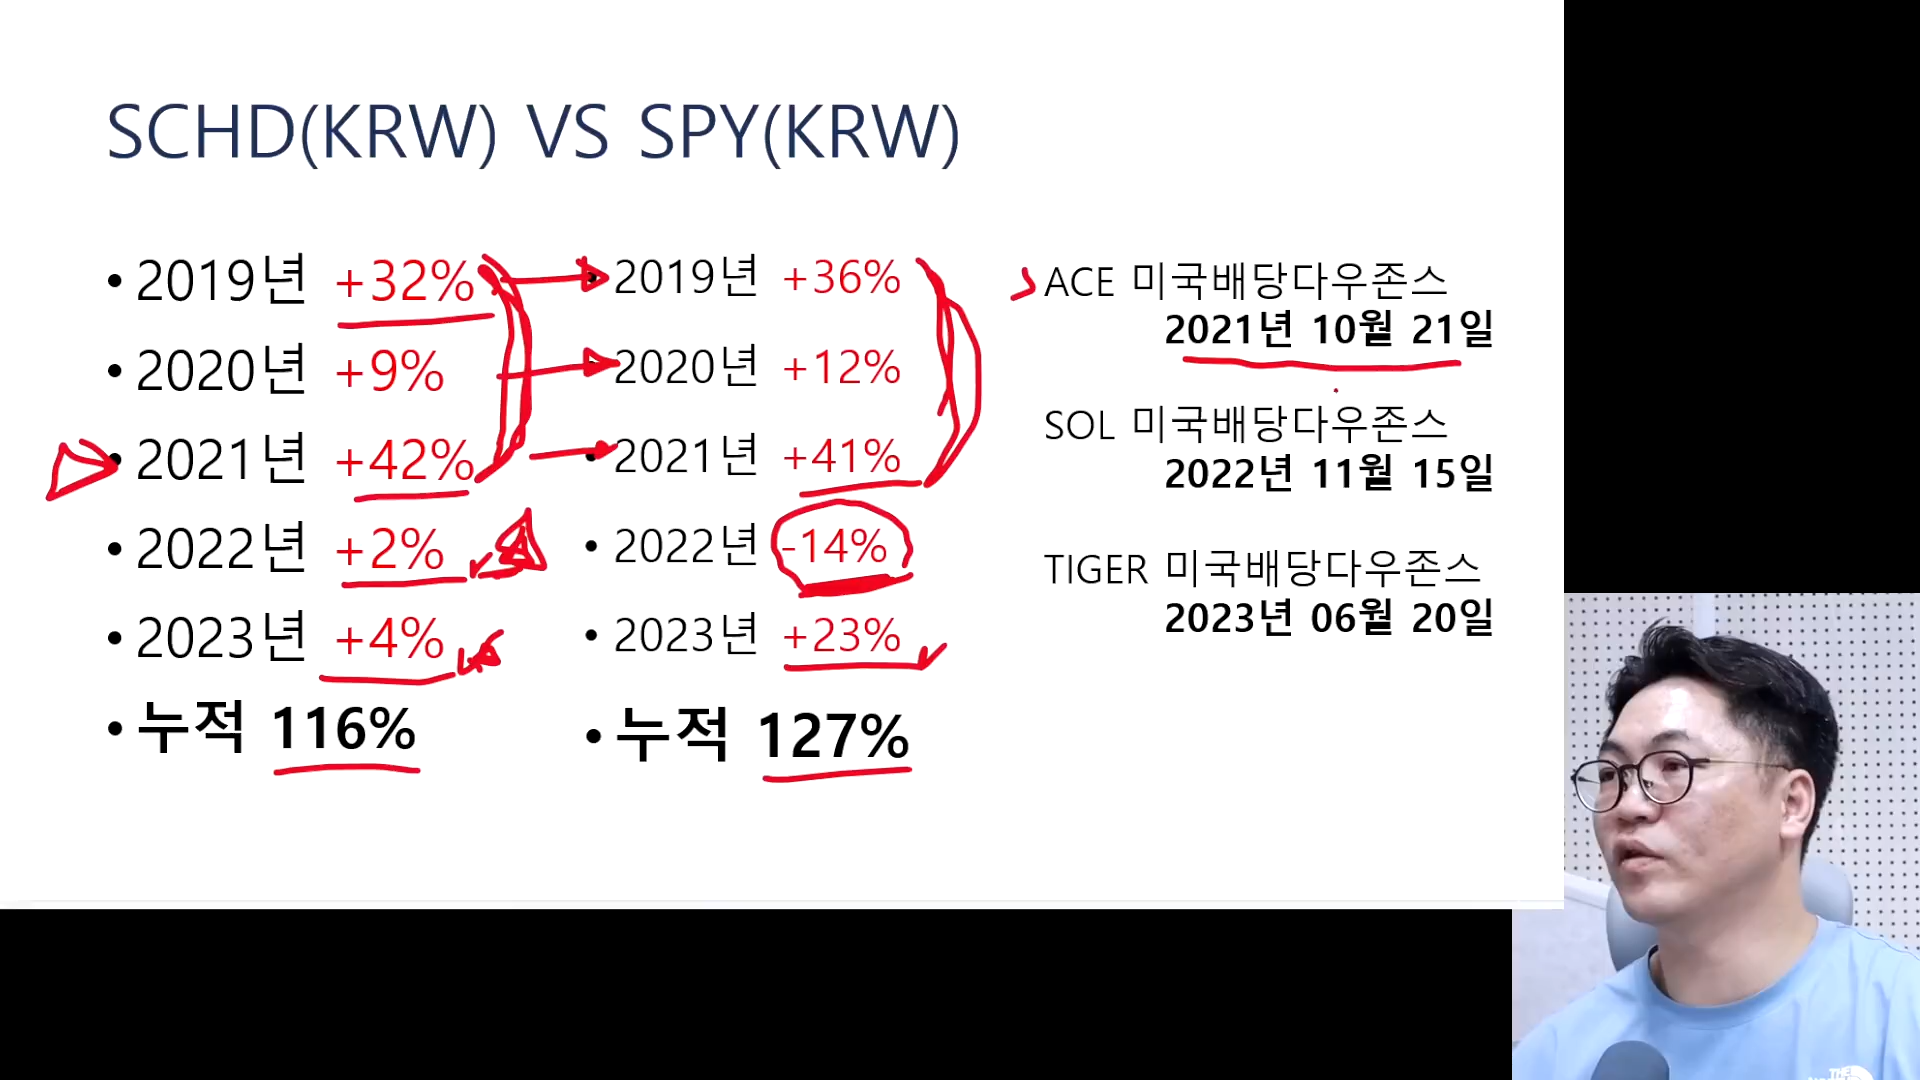 SCHD(KRW) VS SPY(KRW)
• 2019년 +32%
• 2020년 +9%
• 2021년 +42%
• 2022년 +2%
• 2023년 +4%
• 누적 116%
• 2019년 +36%
• 2020년 +12%
• 2021년 +41%
• 2022년 -14%
• 2023년 +23%
• 누적 127%
ACE 미국배당다우존스
2021년 10월 21일
SOL 미국배당다우존스
2022년 11월 15일
TIGER 미국배당다우존스
2023년 06월 20일
THE